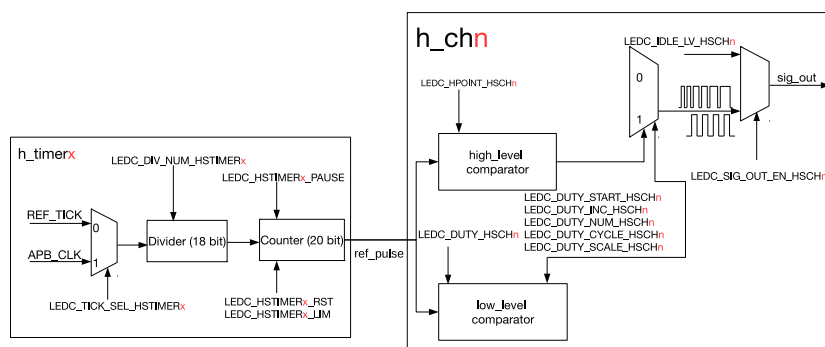 h_chn
LEDC_IDLE_LV_HSCHn
sig_out
0
1
LEDC_HPOINT_HSCHn
high_level
comparator
LEDC_SIG_OUT_EN_HSCHn
LEDC_DUTY_START_HSCHn
LEDC_DUTY_INC_HSCHn
LEDC_DUTY_NUM_HSCHn
LEDC_DUTY_CYCLE_HSCHn
LEDC_DUTY_SCALE_HSCHn
LEDC_DUTY_HSCHn
low_level
comparator
h_timerx
LEDC_DIV_NUM_HSTIMERx
LEDC_HSTIMERx_PAUSE
REF_TICK
0
APB_CLK
1
Divider (18 bit)
Counter (20 bit)
ref_pulse
LEDC_TICK_SEL_HSTIMERx
LEDC_HSTIMERx_RST
LEDC_HSTIMERx_LIM